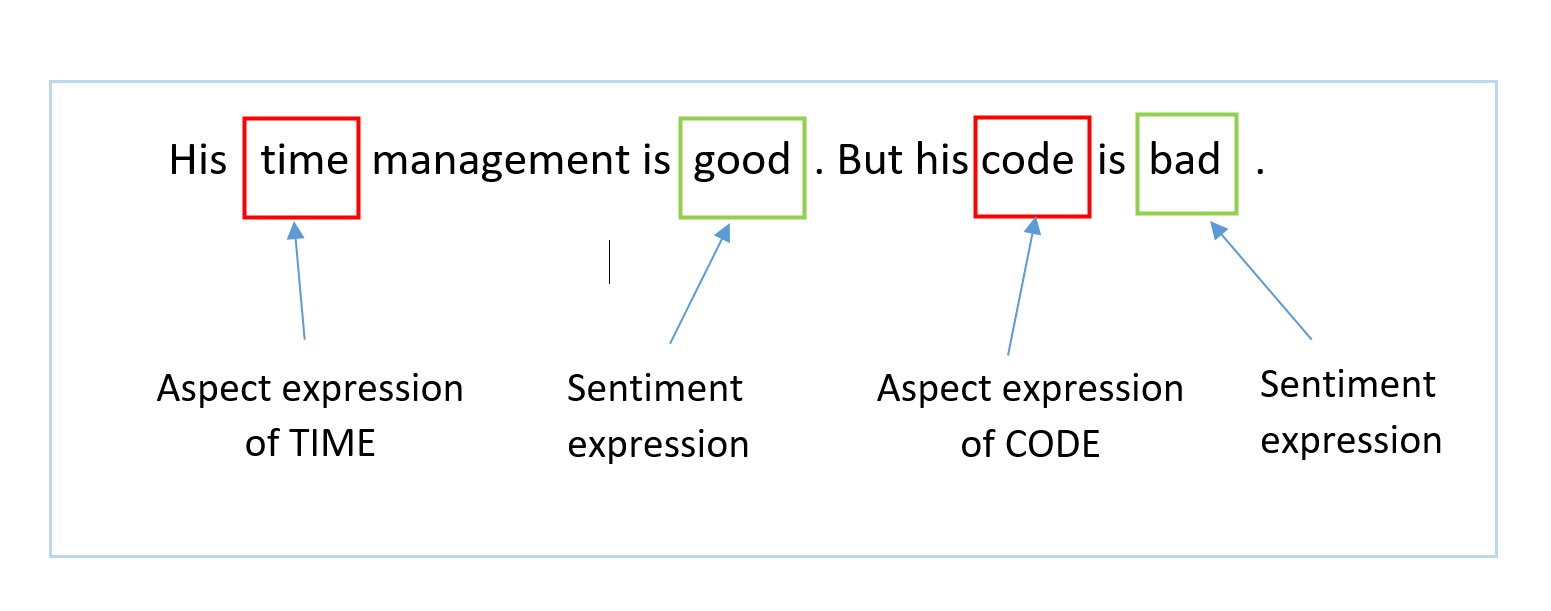 His time management is good . But his code is bad .
Aspect expression
of TIME
Sentiment
expression
Aspect expression
of CODE
Sentiment
expression